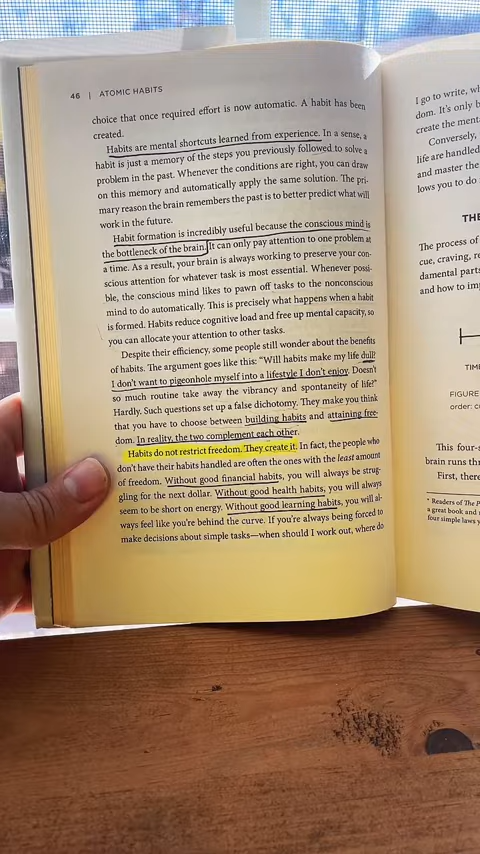 46 | ATOMIC HABITS
choice that once required effort is now automatic. A habit has been
created.
Habits are mental shortcuts learned from experience. In a sense, a
habit is just a memory of the steps you previously followed to solve a
problem in the past. Whenever the conditions are right, you can draw
on this memory and automatically apply the same solution. The pri-
mary reason the brain remembers the past is to better predict what will
work in the future.
Habit formation is incredibly useful because the conscious mind is
the bottleneck of the brain. It can only pay attention to one problem at
a time. As a result, your brain is always working to preserve your con-
scious attention for whatever task is most essential. Whenever possi-
ble, the conscious mind likes to pawn off tasks to the nonconscious
mind to do automatically. This is precisely what happens when a habit
is formed. Habits reduce cognitive load and free up mental capacity, so
you can allocate your attention to other tasks.
Despite their efficiency, some people still wonder about the benefits
of habits. The argument goes like this: “Will habits make my life dull?
I don’t want to pigeonhole myself into a lifestyle I don’t enjoy. Doesn’t
so much routine take away the vibrancy and spontaneity of life?”
Hardly. Such questions set up a false dichotomy. They make you think
that you have to choose between building habits and attaining free-
dom. In reality, the two complement each other.
Habits do not restrict freedom. They create it. In fact, the people who
don’t have their habits handled are often the ones with the least amount
of freedom. Without good financial habits, you will always be strug-
gling for the next dollar. Without good health habits, you will always
seem to be short on energy. Without good learning habits, you will al-
ways feel like you’re behind the curve. If you’re always being forced to
make decisions about simple tasks—when should I work out, where do
I go to write, w
dom. It’s only b
create the ment
Conversely,
life are handled
and master the
lows you to do
THE
The process of
cue, craving, re
damental parts
and how to im
TIME
FIGURE
order: c
This four-s
brain runs th
First, there
* Readers of The P
a great book and
four simple laws y